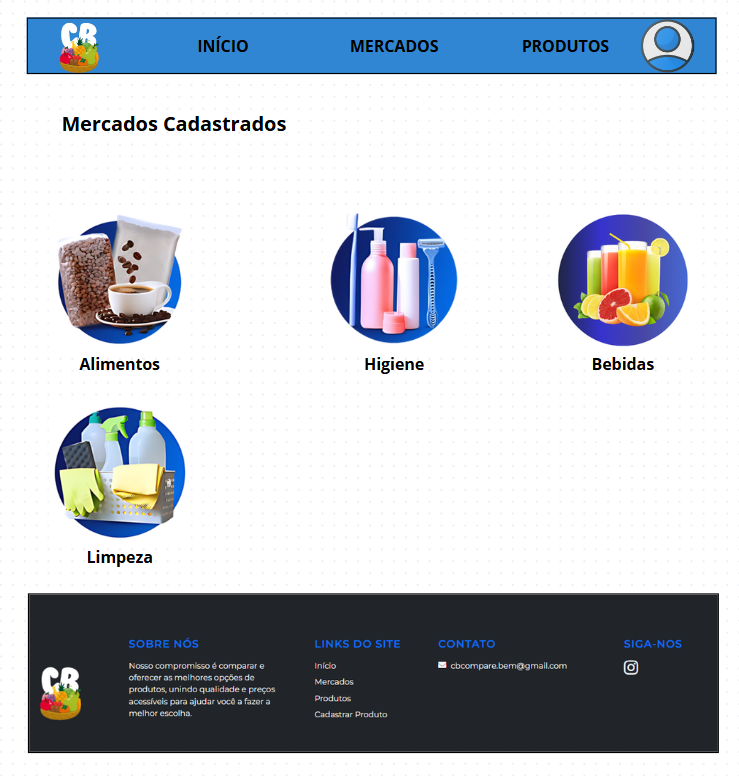 CB
INÍCIO
MERCADOS
PRODUTOS
Mercados Cadastrados
Alimentos
Higiene
Bebidas
Limpeza
CB
SOBRE NÓS
Nosso compromisso é comparar e
oferecer as melhores opções de
produtos, unindo qualidade e preços
acessíveis para ajudar você a fazer a
melhor escolha.
LINKS DO SITE
Início
Mercados
Produtos
Cadastrar Produto
CONTATO
cbcompare.bem@gmail.com
SIGA-NOS